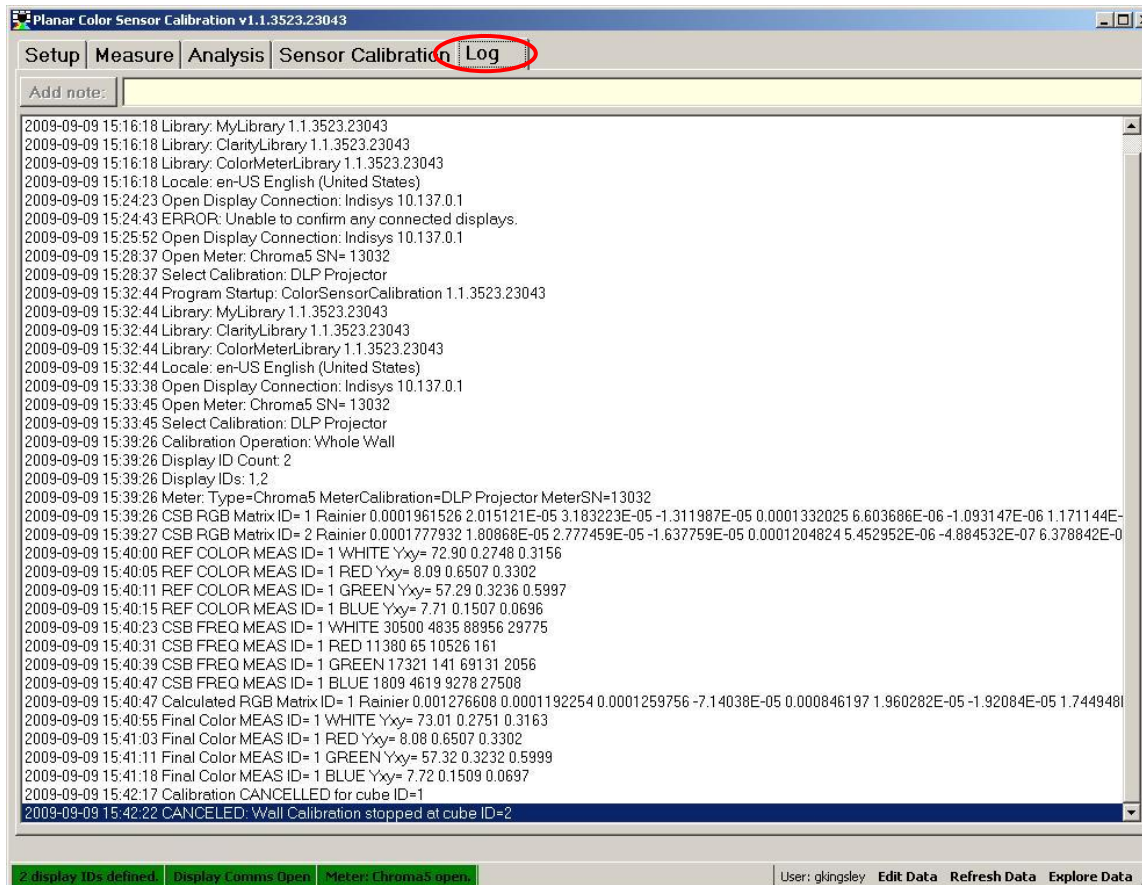 Planar Color Sensor Calibration v1.1.3523.23043
Setup Measure Analysis Sensor Calibration Log
Add note:
2009-09-09 15:16:18 Library: MyLibrary 1.1.3523.23043
2009-09-09 15:16:18 Library: ClarityLibrary 1.1.3523.23043
2009-09-09 15:16:18 Library: ColorMeterLibrary 1.1.3523.23043
2009-09-09 15:16:18 Locale: en-US English (United States)
2009-09-09 15:24:23 Open Display Connection: Indisys 10.137.0.1
2009-09-09 15:24:43 ERROR: Unable to confirm any connected displays.
2009-09-09 15:25:52 Open Display Connection: Indisys 10.137.0.1
2009-09-09 15:28:37 Open Meter: Chroma5 SN= 13032
2009-09-09 15:28:37 Select Calibration: DLP Projector
2009-09-09 15:32:44 Program Startup: ColorSensorCalibration 1.1.3523.23043
2009-09-09 15:32:44 Library: MyLibrary 1.1.3523.23043
2009-09-09 15:32:44 Library: ClarityLibrary 1.1.3523.23043
2009-09-09 15:32:44 Library: ColorMeterLibrary 1.1.3523.23043
2009-09-09 15:32:44 Locale: en-US English (United States)
2009-09-09 15:33:38 Open Display Connection: Indisys 10.137.0.1
2009-09-09 15:33:45 Open Meter: Chroma5 SN= 13032
2009-09-09 15:33:45 Select Calibration: DLP Projector
2009-09-09 15:39:26 Calibration Operation: Whole Wall
2009-09-09 15:39:26 Display ID Count: 2
2009-09-09 15:39:26 Display IDs: 1,2
2009-09-09 15:39:26 Meter: Type=Chroma5 MeterCalibration=DLP Projector MeterSN=13032
2009-09-09 15:39:26 CSB RGB Matrix ID= 1 Rainier 0.0001961526 2.015121E-05 3.183223E-05 -1.311987E-05 0.0001332025 6.603686E-06 -1.093147E-06 1.171144E-
2009-09-09 15:39:27 CSB RGB Matrix ID= 2 Rainier 0.0001777932 1.80868E-05 2.777459E-05 -1.637759E-05 0.0001204824 5.452952E-06 -4.884532E-07 6.378842E-0
2009-09-09 15:40:00 REF COLOR MEAS ID= 1 WHITE Yxy= 72.90 0.2748 0.3156
2009-09-09 15:40:05 REF COLOR MEAS ID= 1 RED Yxy= 8.09 0.6507 0.3302
2009-09-09 15:40:11 REF COLOR MEAS ID= 1 GREEN Yxy= 57.29 0.3236 0.5997
2009-09-09 15:40:15 REF COLOR MEAS ID= 1 BLUE Yxy= 7.71 0.1507 0.0696
2009-09-09 15:40:23 CSB FREQ MEAS ID= 1 WHITE 30500 4835 88956 29775
2009-09-09 15:40:31 CSB FREQ MEAS ID= 1 RED 11380 65 10526 161
2009-09-09 15:40:39 CSB FREQ MEAS ID= 1 GREEN 17321 141 69131 2056
2009-09-09 15:40:47 CSB FREQ MEAS ID= 1 BLUE 1809 4619 9278 27508
2009-09-09 15:40:47 Calculated RGB Matrix ID= 1 Rainier 0.001276608 0.0001192254 0.0001259756 -7.14038E-05 0.000846197 1.960282E-05 -1.92084E-05 1.744948
2009-09-09 15:40:55 Final Color MEAS ID= 1 WHITE Yxy= 73.01 0.2751 0.3163
2009-09-09 15:41:03 Final Color MEAS ID= 1 RED Yxy= 8.08 0.6507 0.3302
2009-09-09 15:41:11 Final Color MEAS ID= 1 GREEN Yxy= 57.32 0.3232 0.5999
2009-09-09 15:41:18 Final Color MEAS ID= 1 BLUE Yxy= 7.72 0.1509 0.0697
2009-09-09 15:42:17 Calibration CANCELLED for cube ID=1
2009-09-09 15:42:22 CANCELED: Wall Calibration stopped at cube ID=2
2 display IDs defined. Display Comms Open Meter: Chroma5 open. User: gkingsley Edit Data Refresh Data Explore Data